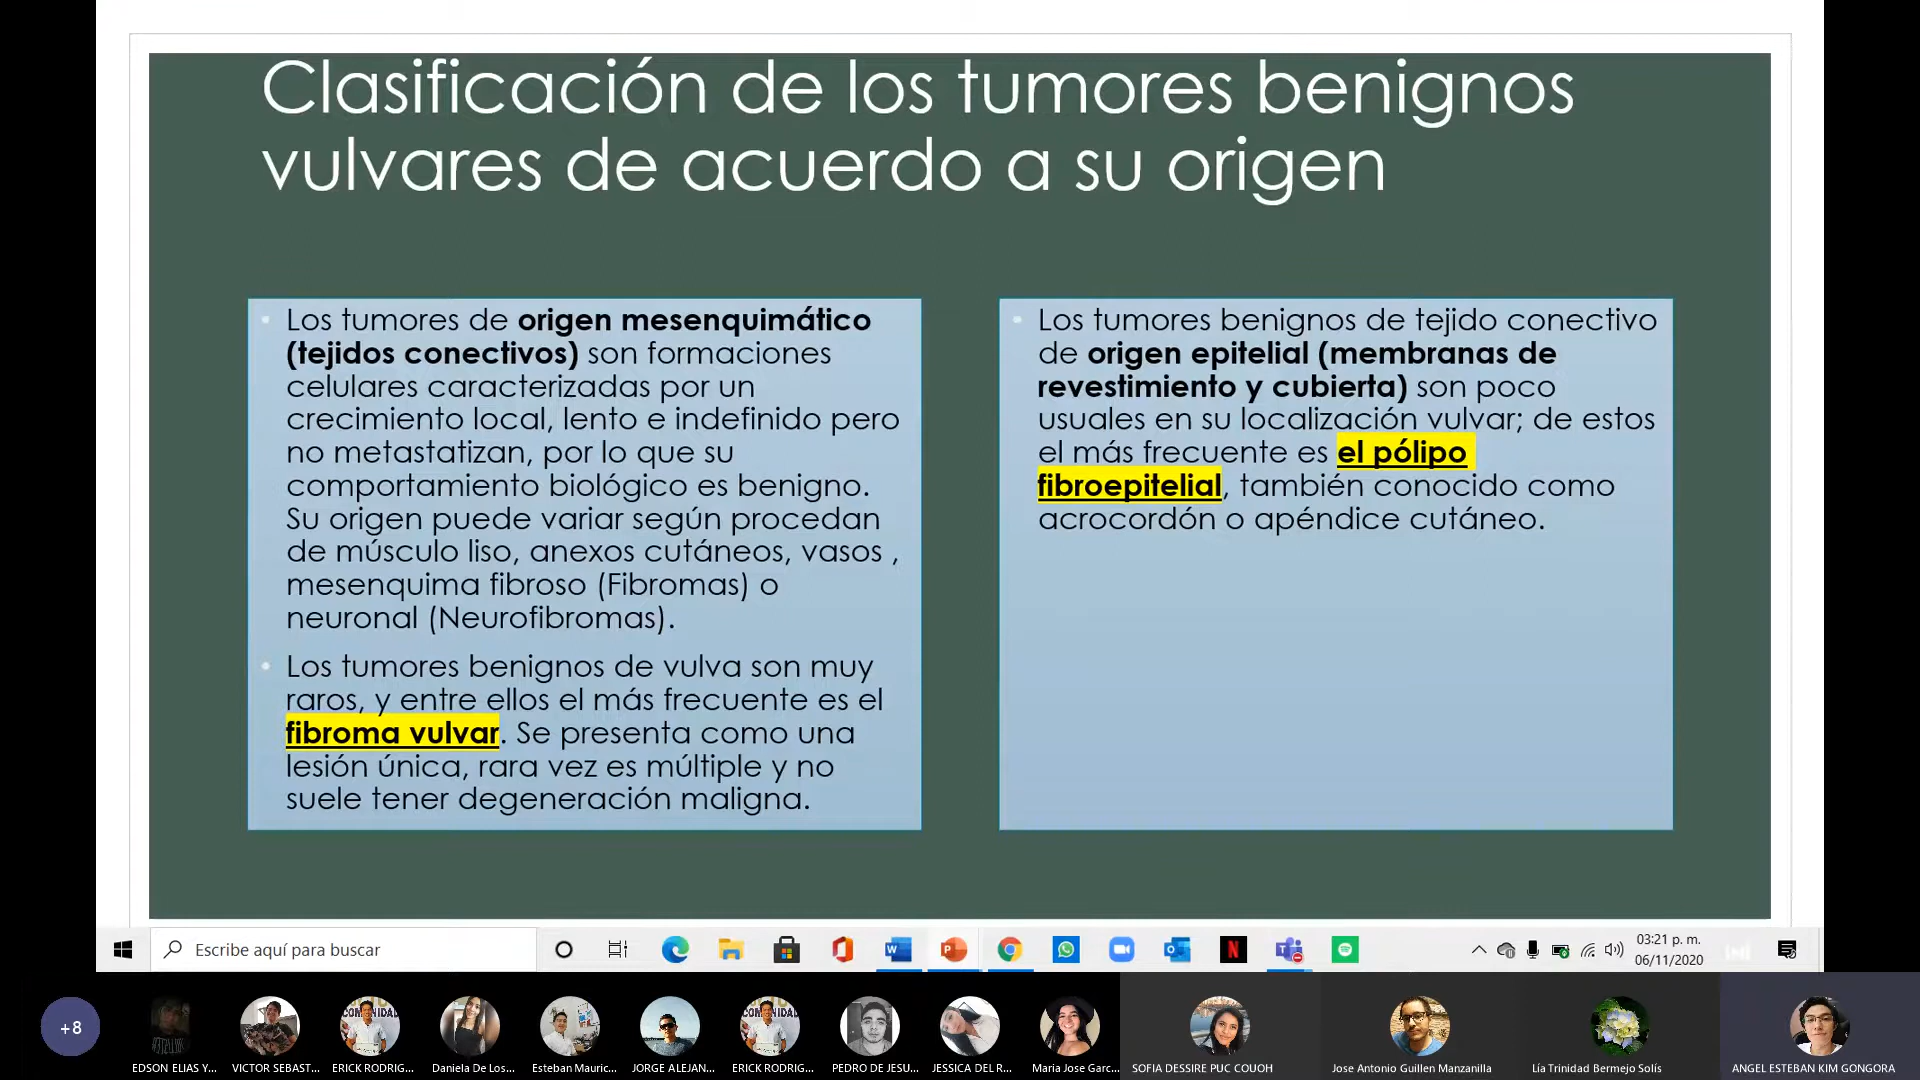 Clasificación de los tumores benignos
vulvares de acuerdo a su origen
Los tumores de origen mesenquimático
(tejidos conectivos) son formaciones
celulares caracterizadas por un
crecimiento local, lento e indefinido pero
no metastatizan, por lo que su
comportamiento biológico es benigno.
Su origen puede variar según procedan
de músculo liso, anexos cutáneos, vasos ,
mesenquima fibroso (Fibromas) o
neuronal (Neurofibromas).
Los tumores benignos de vulva son muy
raros, y entre ellos el más frecuente es el
fibroma vulvar. Se presenta como una
lesión única, rara vez es múltiple y no
suele tener degeneración maligna.
Los tumores benignos de tejido conectivo
de origen epitelial (membranas de
revestimiento y cubierta) son poco
usuales en su localización vulvar; de estos
el más frecuente es el pólipo
fibroepitelial, también conocido como
acrocordón o apéndice cutáneo.
Escribe aquí para buscar
03:21 p. m.
06/11/2020
+8
EDSON ELIAS Y...
VICTOR SEBAST...
ERICK RODRIG...
Daniela De Los...
Esteban Mauric...
JORGE ALEJAN...
ERICK RODRIG...
PEDRO DE JESU...
JESSICA DEL R...
Maria Jose Garc...
SOFIA DESSIRE PUC COUOH
Jose Antonio Guillen Manzanilla
Lía Trinidad Bermejo Solís
ANGEL ESTEBAN KIM GONGORA